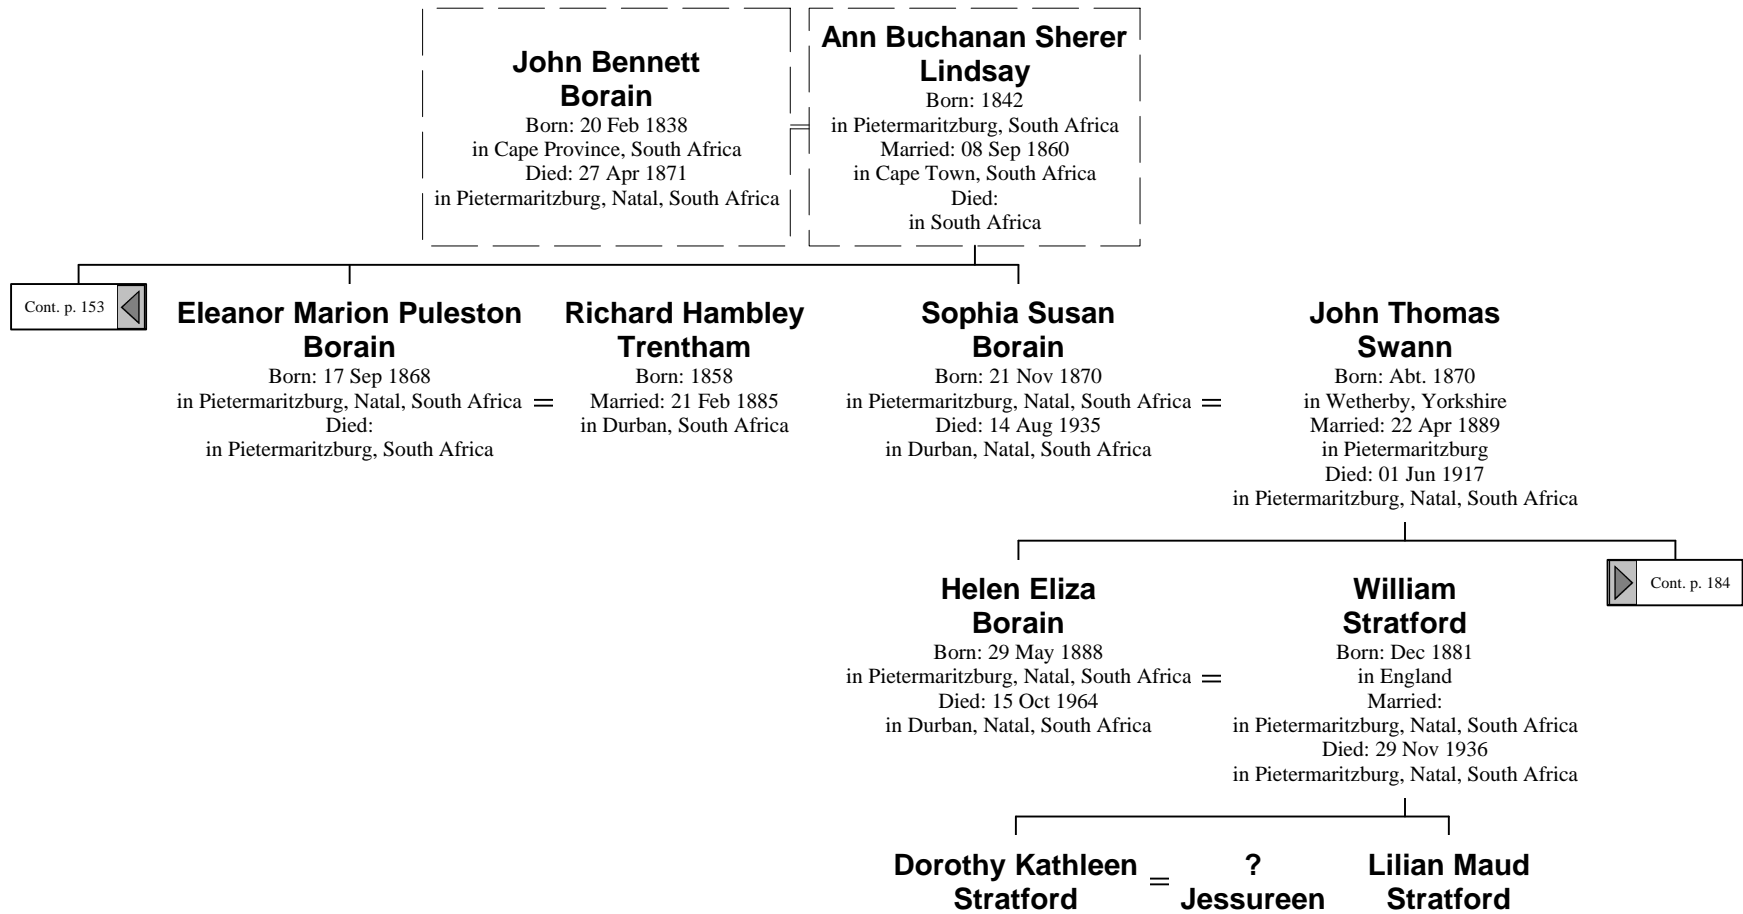 John Bennett
Borain
Born: 20 Feb 1838
in Cape Province, South Africa
Died: 27 Apr 1871
in Pietermaritzburg, Natal, South Africa
Ann Buchanan Sherer
Lindsay
Born: 1842
in Pietermaritzburg, South Africa
Married: 08 Sep 1860
in Cape Town, South Africa
Died:
in South Africa
Cont. p. 153
Eleanor Marion Puleston
Borain
Born: 17 Sep 1868
in Pietermaritzburg, Natal, South Africa
Died:
in Pietermaritzburg, South Africa
=
Richard Hambley
Trentham
Born: 1858
Married: 21 Feb 1885
in Durban, South Africa
Sophia Susan
Borain
Born: 21 Nov 1870
in Pietermaritzburg, Natal, South Africa
Died: 14 Aug 1935
in Durban, Natal, South Africa
=
John Thomas
Swann
Born: Abt. 1870
in Wetherby, Yorkshire
Married: 22 Apr 1889
in Pietermaritzburg
Died: 01 Jun 1917
in Pietermaritzburg, Natal, South Africa
Helen Eliza
Borain
Born: 29 May 1888
in Pietermaritzburg, Natal, South Africa
Died: 15 Oct 1964
in Durban, Natal, South Africa
=
William
Stratford
Born: Dec 1881
in England
Married:
in Pietermaritzburg, Natal, South Africa
Died: 29 Nov 1936
in Pietermaritzburg, Natal, South Africa
Cont. p. 184
Dorothy Kathleen
Stratford
=
?
Jessureen
Lilian Maud
Stratford